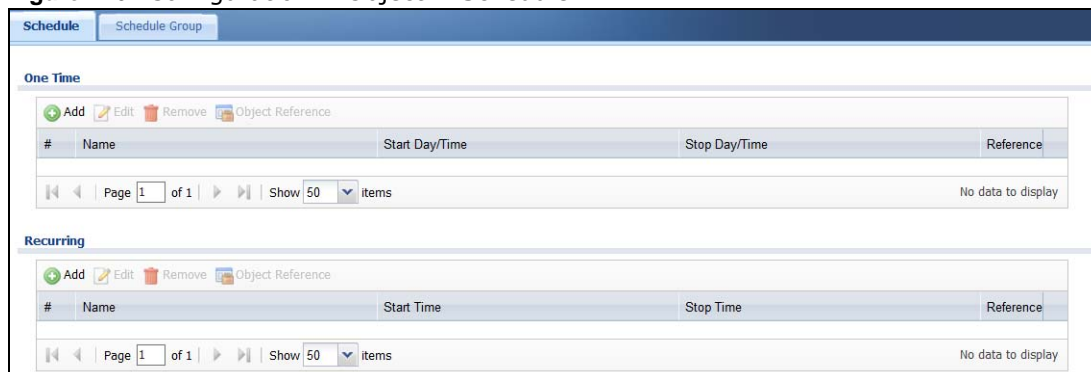 Schedule Schedule Group
One Time
Add Edit Remove Object Reference
# Name Start Day/Time Stop Day/Time Reference
Page 1 of 1 Show 50 items No data to display
Recurring
Add Edit Remove Object Reference
# Name Start Time Stop Time Reference
Page 1 of 1 Show 50 items No data to display